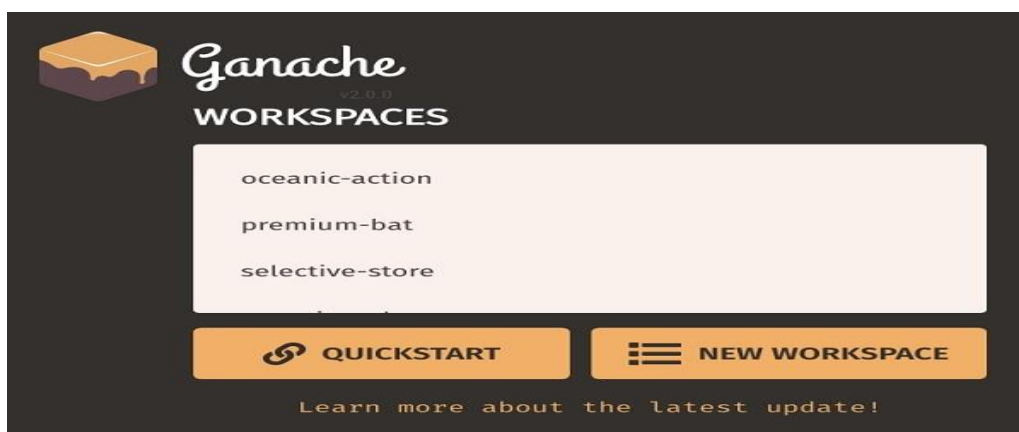 Ganache
v2.0.0
WORKSPACES
oceanic-action
premium-bat
selective-store
QUICKSTART
NEW WORKSPACE
Learn more about the latest update!